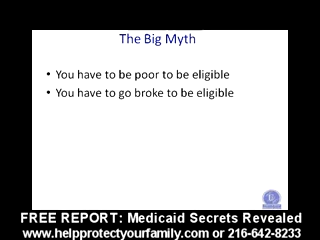 The Big Myth
• You have to be poor to be eligible
• You have to go broke to be eligible
FREE REPORT: Medicaid Secrets Revealed
www.helpprotectyourfamily.com or 216-642-8233